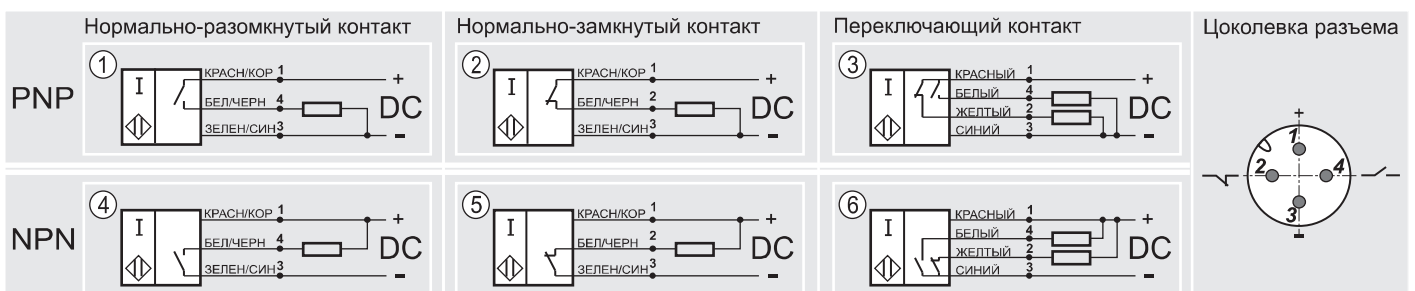 Нормально-разомкнутый контакт
Нормально-замкнутый контакт
Переключающий контакт
Цоколевка разъема
PNP
1
I
КРАСН/КОР 1
+
БЕЛ/ЧЕРН 4
DC
ЗЕЛЕН/СИН 3
-
2
I
КРАСН/КОР 1
+
БЕЛ/ЧЕРН 2
DC
ЗЕЛЕН/СИН 3
-
3
I
КРАСНЫЙ 1
+
БЕЛЫЙ 4
ЖЕЛТЫЙ 2
DC
СИНИЙ 3
-
NPN
4
I
КРАСН/КОР 1
+
БЕЛ/ЧЕРН 4
DC
ЗЕЛЕН/СИН 3
-
5
I
КРАСН/КОР 1
+
БЕЛ/ЧЕРН 2
DC
ЗЕЛЕН/СИН 3
-
6
I
КРАСНЫЙ 1
+
БЕЛЫЙ 4
ЖЕЛТЫЙ 2
DC
СИНИЙ 3
-
+
1
2
4
3
-